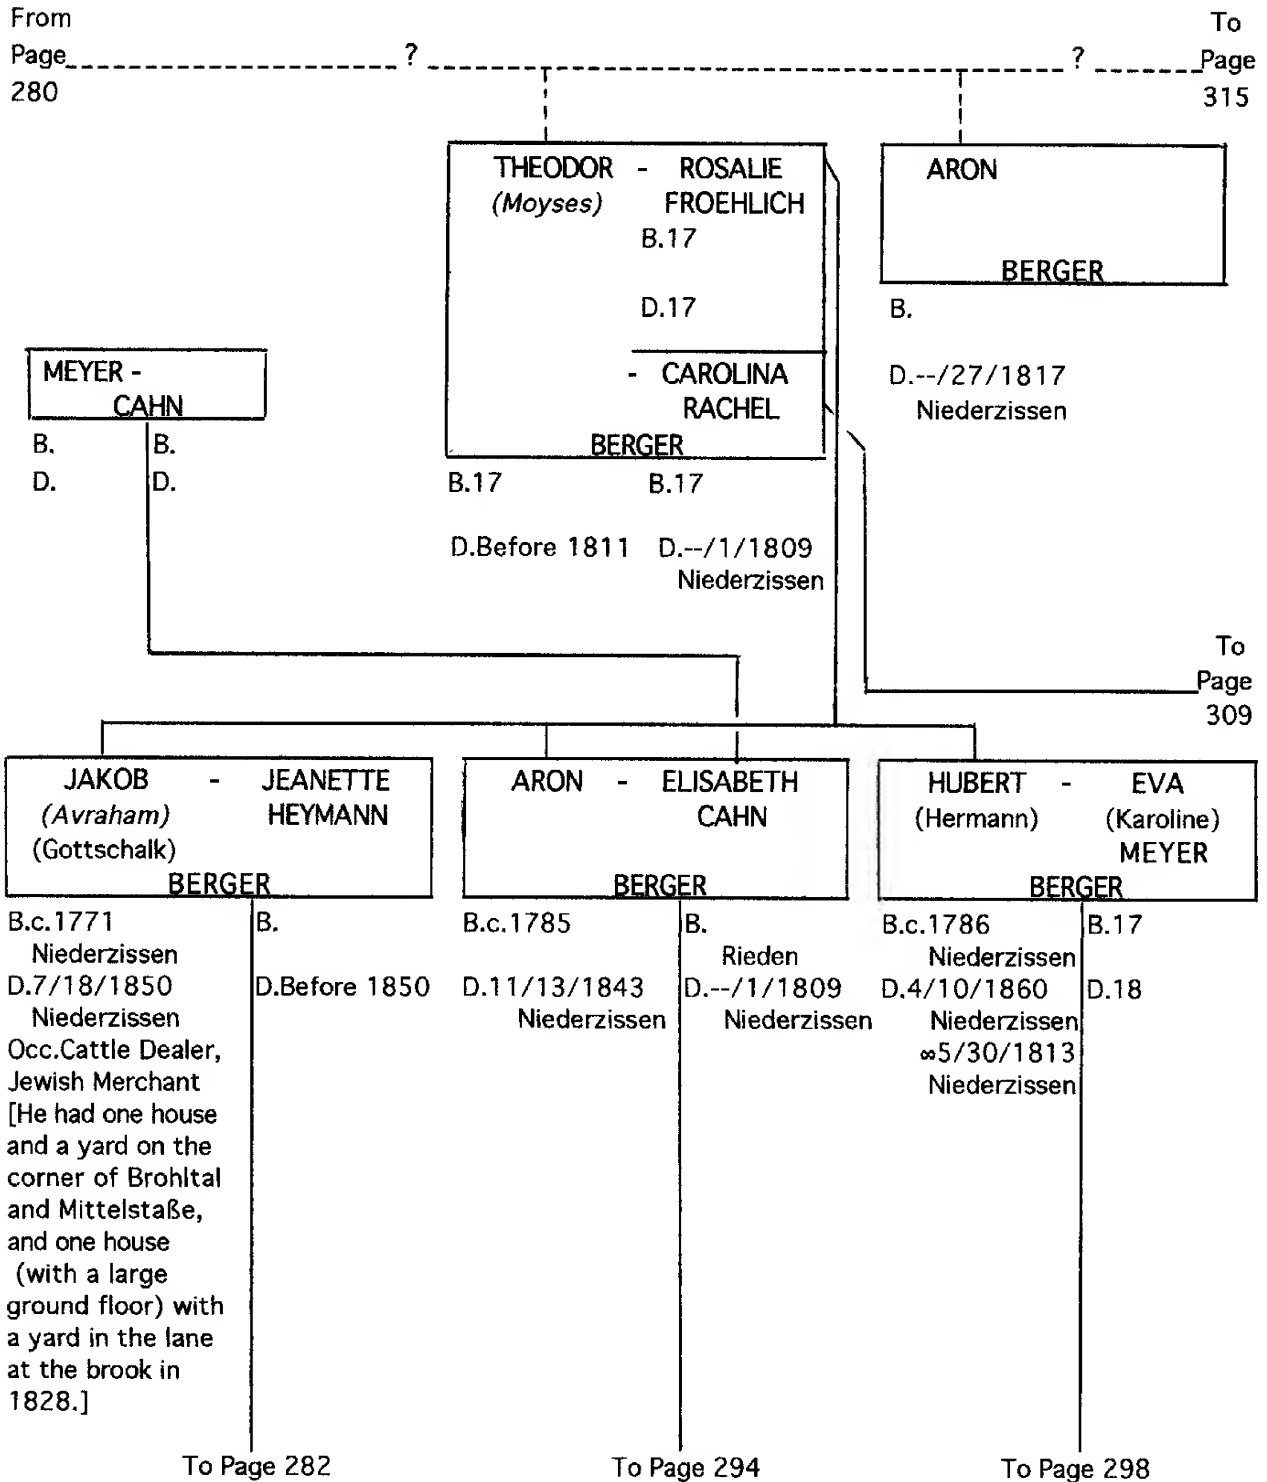 From
Page
280
?
?
To
Page
315
THEODOR - ROSALIE
(Moyses) FROEHLICH
B.17
D.17
- CAROLINA
RACHEL
BERGER
B.17 B.17
D.Before 1811 D.--/1/1809
Niederzissen
ARON
BERGER
B.
D.--/27/1817
Niederzissen
MEYER -
CAHN
B. B.
D. D.
To
Page
309
JAKOB - JEANETTE
(Avraham) HEYMANN
(Gottschalk)
BERGER
B.c.1771 B.
Niederzissen
D.7/18/1850 D.Before 1850
Niederzissen
Occ.Cattle Dealer,
Jewish Merchant
[He had one house
and a yard on the
corner of Brohltal
and Mittelstaße,
and one house
(with a large
ground floor) with
a yard in the lane
at the brook in
1828.]
To Page 282
ARON - ELISABETH
CAHN
BERGER
B.c.1785 B.
Rieden
D.11/13/1843 D.--/1/1809
Niederzissen Niederzissen
To Page 294
HUBERT - EVA
(Hermann) (Karoline)
MEYER
BERGER
B.c.1786 B.17
Niederzissen
D.4/10/1860 D.18
Niederzissen
∞5/30/1813
Niederzissen
To Page 298